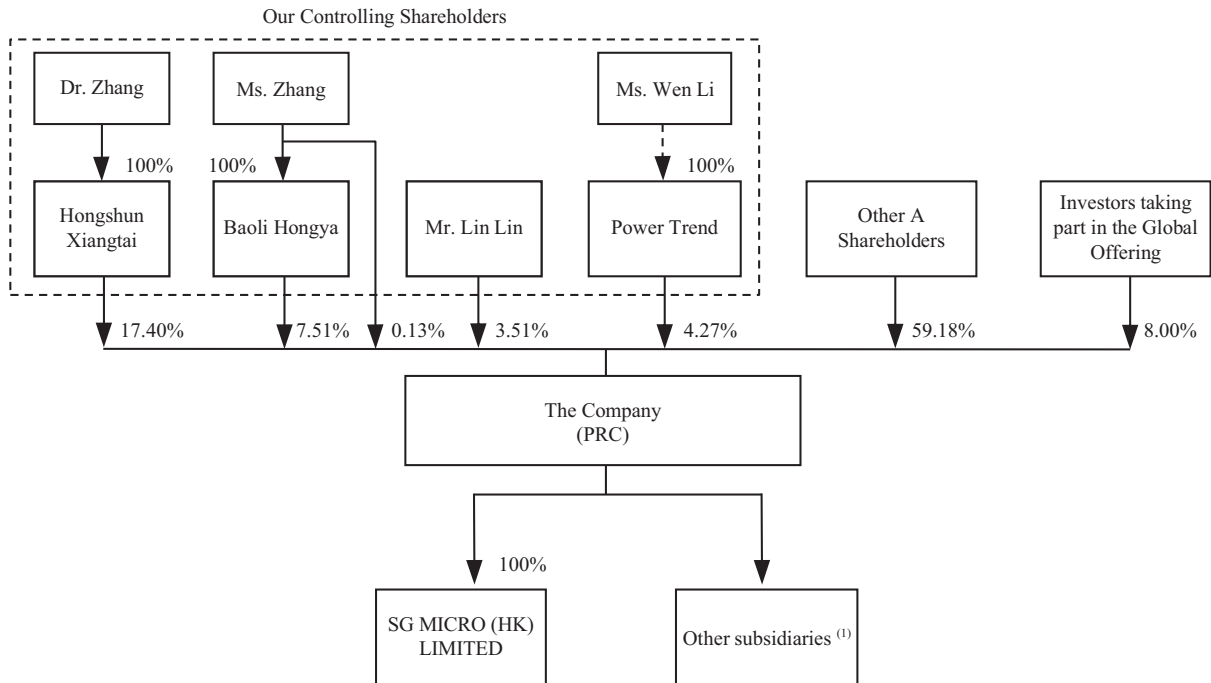 Our Controlling Shareholders
Dr. Zhang
Ms. Zhang
Ms. Wen Li
100%
100%
100%
Hongshun
Xiangtai
Baoli Hongya
Mr. Lin Lin
Power Trend
Other A
Shareholders
Investors taking
part in the Global
Offering
17.40%
7.51%
0.13%
3.51%
4.27%
59.18%
8.00%
The Company
(PRC)
100%
SG MICRO (HK)
LIMITED
Other subsidiaries (1)